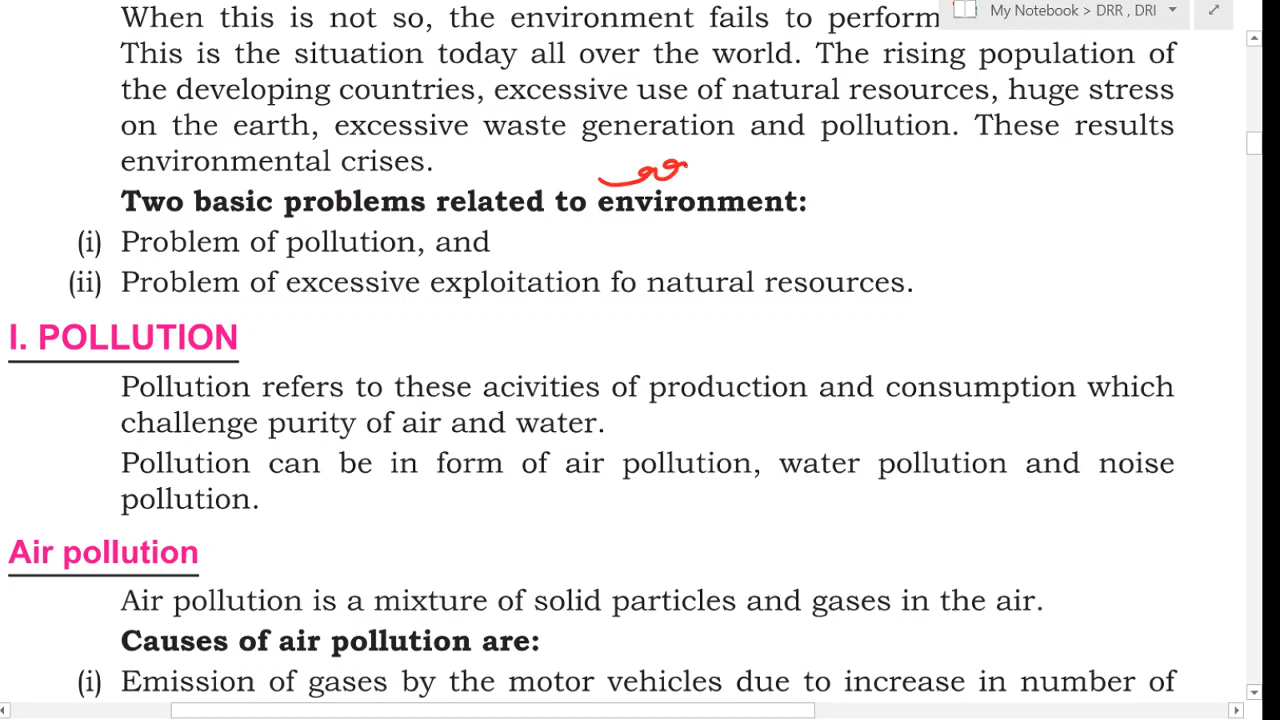 When this is not so, the environment fails to perform
My Notebook > DRR , DRI
This is the situation today all over the world. The rising population of
the developing countries, excessive use of natural resources, huge stress
on the earth, excessive waste generation and pollution. These results
environmental crises.
Two basic problems related to environment:
(i) Problem of pollution, and
(ii) Problem of excessive exploitation fo natural resources.
I. POLLUTION
Pollution refers to these acivities of production and consumption which
challenge purity of air and water.
Pollution can be in form of air pollution, water pollution and noise
pollution.
Air pollution
Air pollution is a mixture of solid particles and gases in the air.
Causes of air pollution are:
(i) Emission of gases by the motor vehicles due to increase in number of